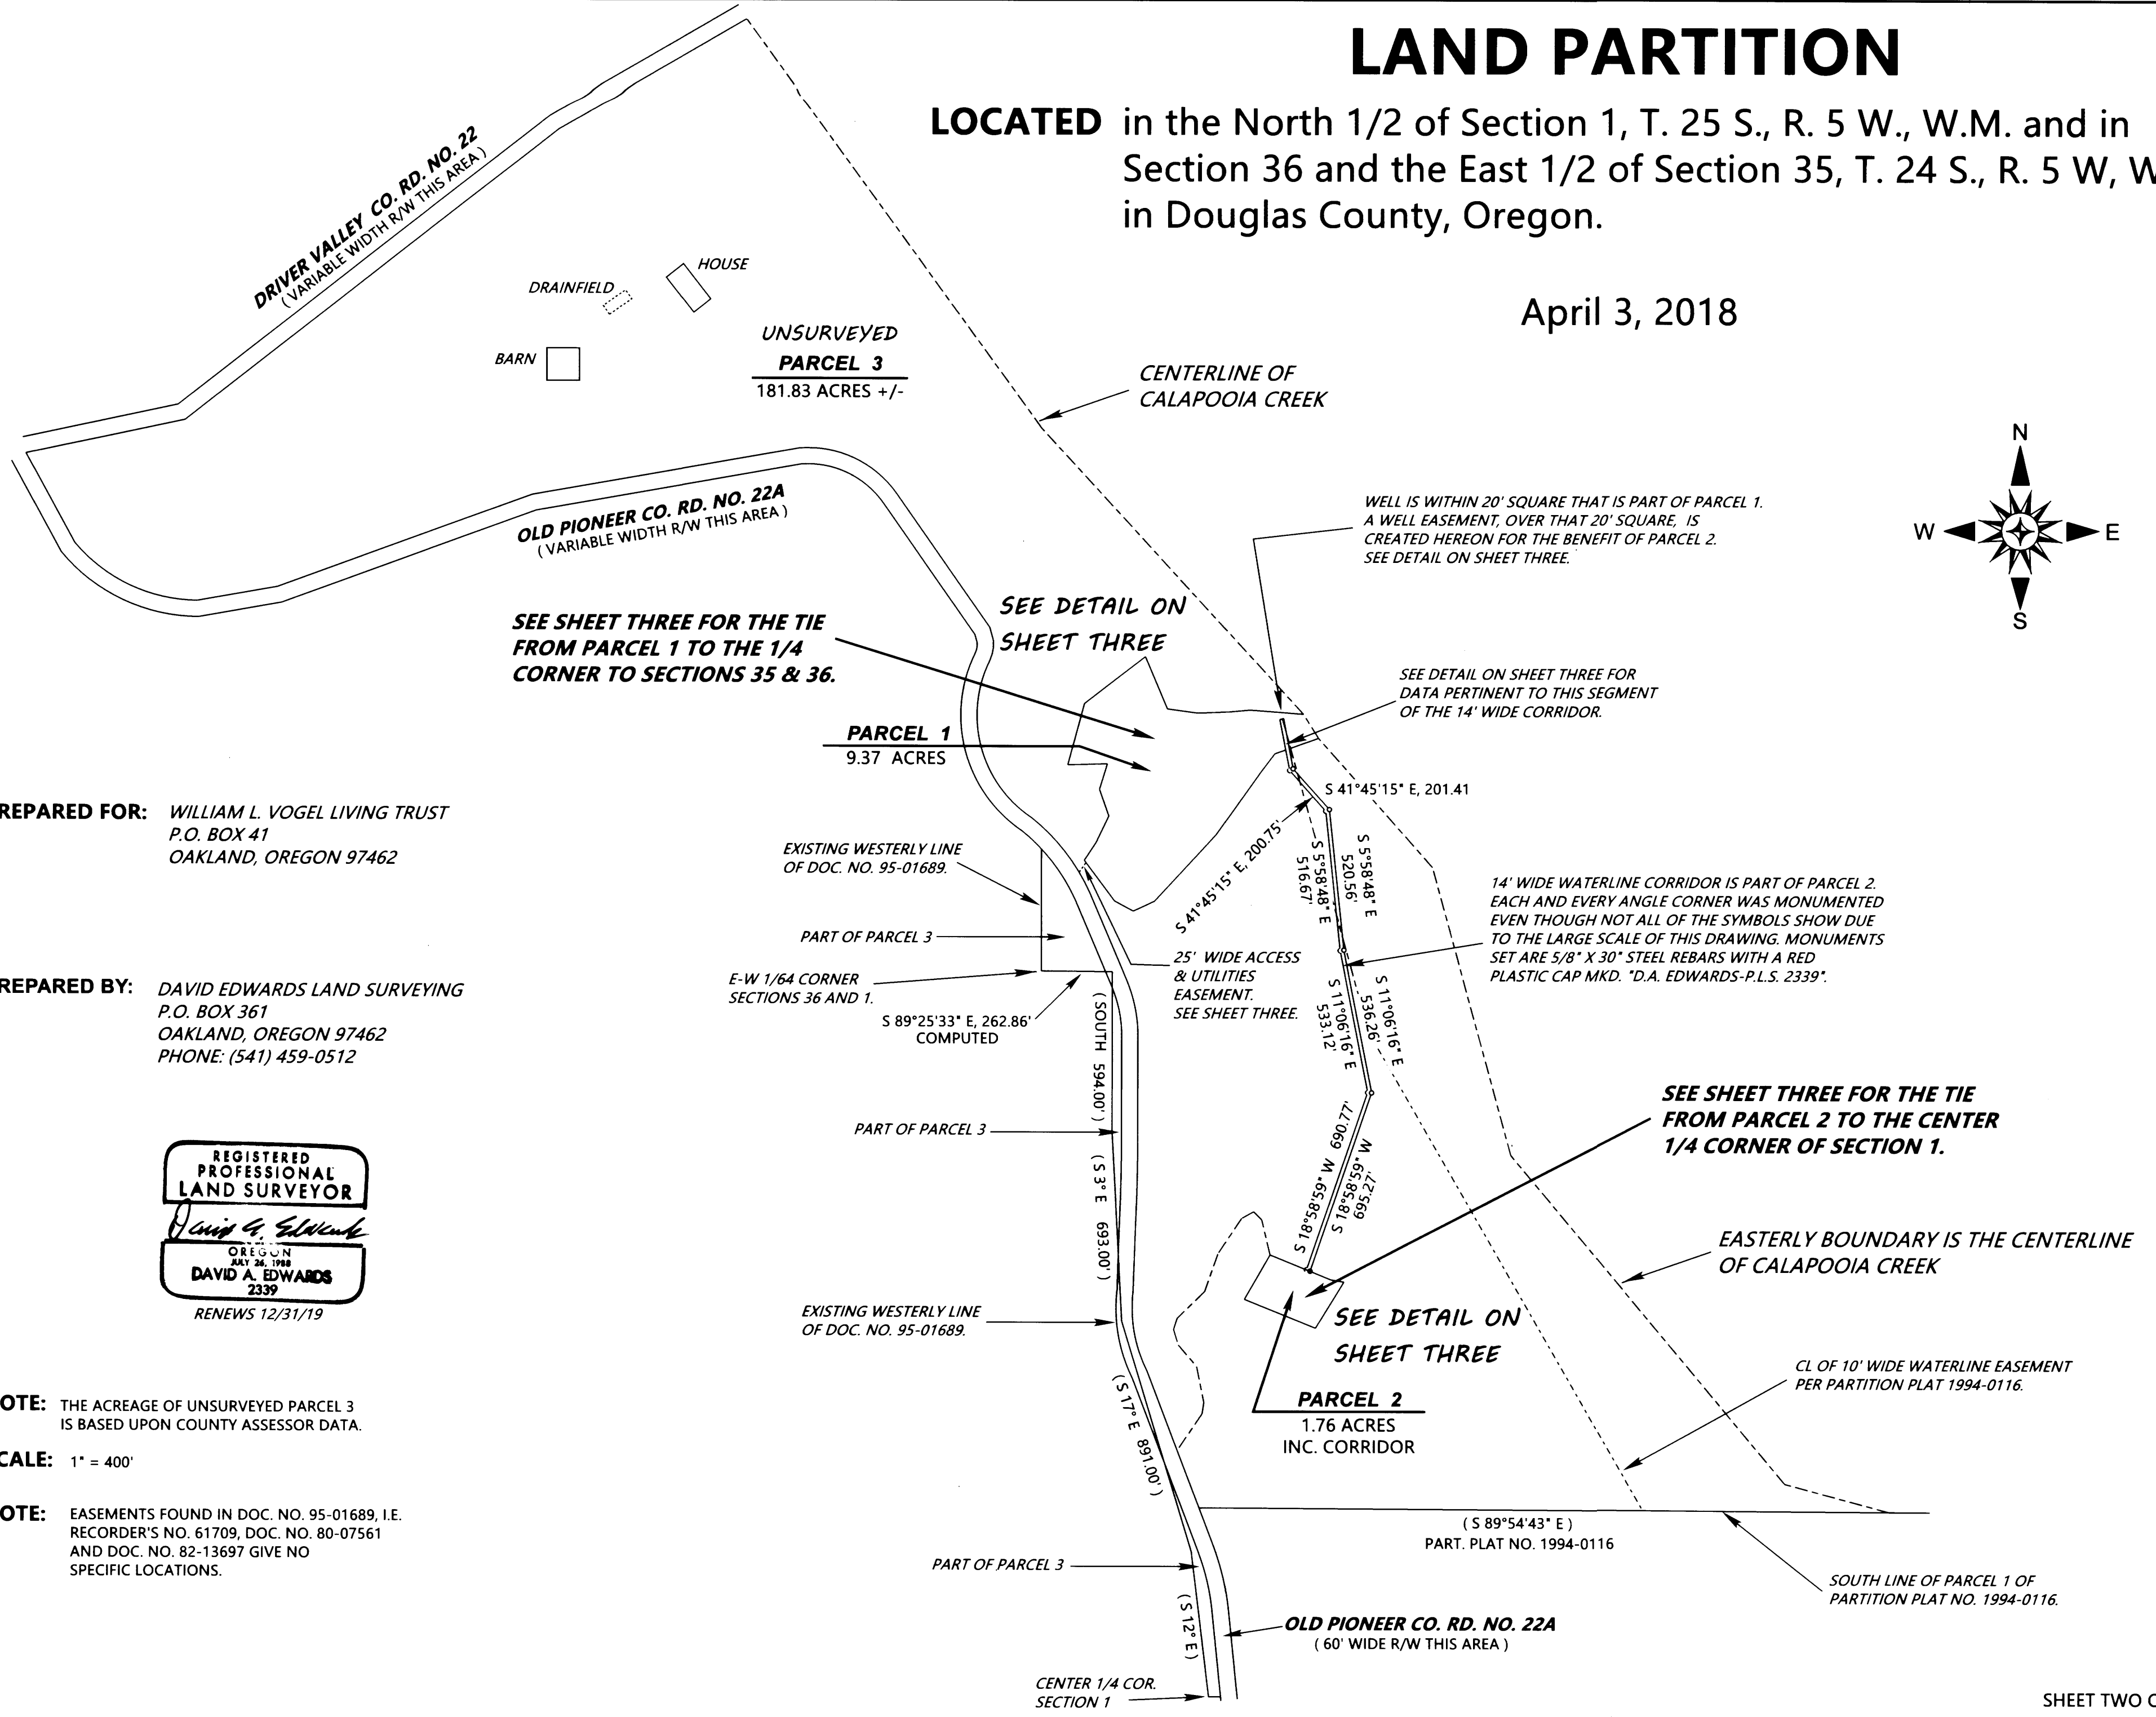 LAND PARTITION
LOCATED in the North 1/2 of Section 1, T. 25 S., R. 5 W., W.M. and in
Section 36 and the East 1/2 of Section 35, T. 24 S., R. 5 W, W
in Douglas County, Oregon.
April 3, 2018
DRIVER VALLEY CO. RD. NO. 22
( VARIABLE WIDTH R/W THIS AREA )
HOUSE
DRAINFIELD
BARN
UNSURVEYED
PARCEL 3
181.83 ACRES +/-
CENTERLINE OF
CALAPOOIA CREEK
N
W
E
S
OLD PIONEER CO. RD. NO. 22A
( VARIABLE WIDTH R/W THIS AREA )
WELL IS WITHIN 20' SQUARE THAT IS PART OF PARCEL 1.
A WELL EASEMENT, OVER THAT 20' SQUARE, IS
CREATED HEREON FOR THE BENEFIT OF PARCEL 2.
SEE DETAIL ON SHEET THREE.
SEE DETAIL ON
SHEET THREE
SEE SHEET THREE FOR THE TIE
FROM PARCEL 1 TO THE 1/4
CORNER TO SECTIONS 35 & 36.
SEE DETAIL ON SHEET THREE FOR
DATA PERTINENT TO THIS SEGMENT
OF THE 14' WIDE CORRIDOR.
PARCEL 1
9.37 ACRES
S 41°45'15" E, 201.41
S 41°45'15" E, 200.75'
S 5°58'48" E
516.67'
S 5°58'48" E
520.56'
REPARED FOR: WILLIAM L. VOGEL LIVING TRUST
P.O. BOX 41
OAKLAND, OREGON 97462
EXISTING WESTERLY LINE
OF DOC. NO. 95-01689.
PART OF PARCEL 3
E-W 1/64 CORNER
SECTIONS 36 AND 1.
S 89°25'33" E, 262.86'
COMPUTED
25' WIDE ACCESS
& UTILITIES
EASEMENT.
SEE SHEET THREE.
14' WIDE WATERLINE CORRIDOR IS PART OF PARCEL 2.
EACH AND EVERY ANGLE CORNER WAS MONUMENTED
EVEN THOUGH NOT ALL OF THE SYMBOLS SHOW DUE
TO THE LARGE SCALE OF THIS DRAWING. MONUMENTS
SET ARE 5/8" X 30" STEEL REBARS WITH A RED
PLASTIC CAP MKD. "D.A. EDWARDS-P.L.S. 2339".
S 11°06'16" E
533.12'
S 11°06'16" E
536.26'
REPARED BY: DAVID EDWARDS LAND SURVEYING
P.O. BOX 361
OAKLAND, OREGON 97462
PHONE: (541) 459-0512
( SOUTH 594.00' )
PART OF PARCEL 3
( S 3° E 693.00' )
S 18°58'59" W 690.77'
S 18°58'59" W
695.27'
SEE SHEET THREE FOR THE TIE
FROM PARCEL 2 TO THE CENTER
1/4 CORNER OF SECTION 1.
REGISTERED
PROFESSIONAL
LAND SURVEYOR
David A. Edwards
OREGON
JULY 26, 1988
DAVID A. EDWARDS
2339
RENEWS 12/31/19
EASTERLY BOUNDARY IS THE CENTERLINE
OF CALAPOOIA CREEK
EXISTING WESTERLY LINE
OF DOC. NO. 95-01689.
SEE DETAIL ON
SHEET THREE
CL OF 10' WIDE WATERLINE EASEMENT
PER PARTITION PLAT 1994-0116.
PARCEL 2
1.76 ACRES
INC. CORRIDOR
( S 17° E 891.00' )
OTE: THE ACREAGE OF UNSURVEYED PARCEL 3
IS BASED UPON COUNTY ASSESSOR DATA.
CALE: 1" = 400'
OTE: EASEMENTS FOUND IN DOC. NO. 95-01689, I.E.
RECORDER'S NO. 61709, DOC. NO. 80-07561
AND DOC. NO. 82-13697 GIVE NO
SPECIFIC LOCATIONS.
( S 89°54'43" E )
PART. PLAT NO. 1994-0116
PART OF PARCEL 3
SOUTH LINE OF PARCEL 1 OF
PARTITION PLAT NO. 1994-0116.
( S 12° E )
OLD PIONEER CO. RD. NO. 22A
( 60' WIDE R/W THIS AREA )
CENTER 1/4 COR.
SECTION 1
SHEET TWO O